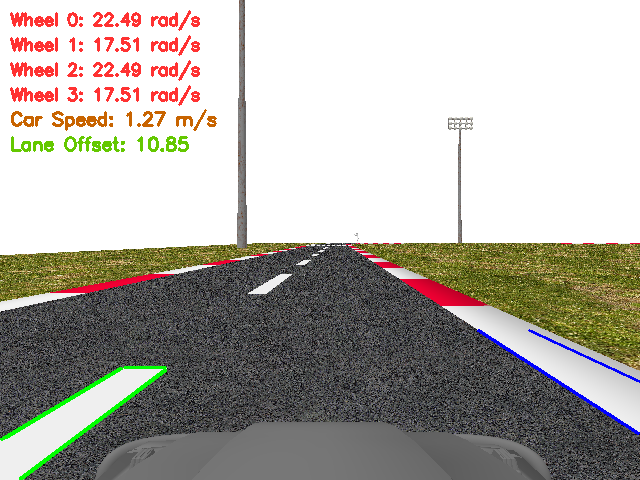 Wheel 0: 22.49 rad/s
Wheel 1: 17.51 rad/s
Wheel 2: 22.49 rad/s
Wheel 3: 17.51 rad/s
Car Speed: 1.27 m/s
Lane Offset: 10.85